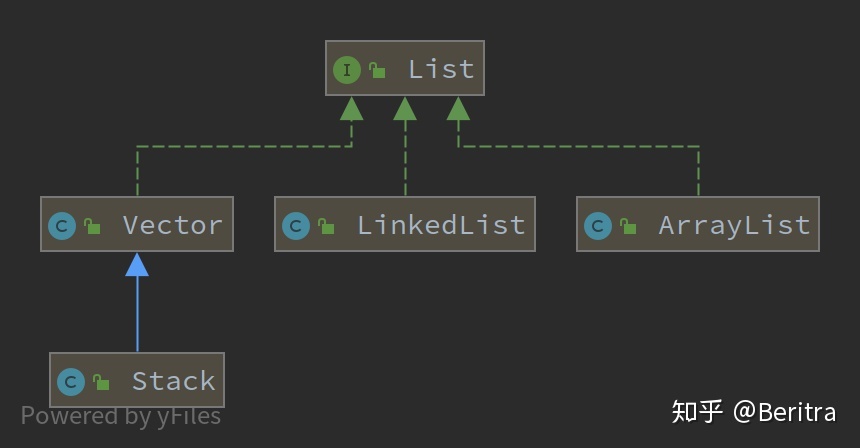 I List
C Vector
C LinkedList
C ArrayList
C Stack
Powered by yFiles
知乎 @Beritra